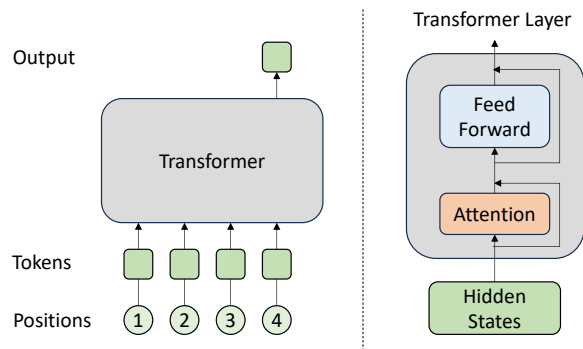 Output
Transformer
Tokens
Positions
1 2 3 4
Transformer Layer
Feed
Forward
Attention
Hidden
States